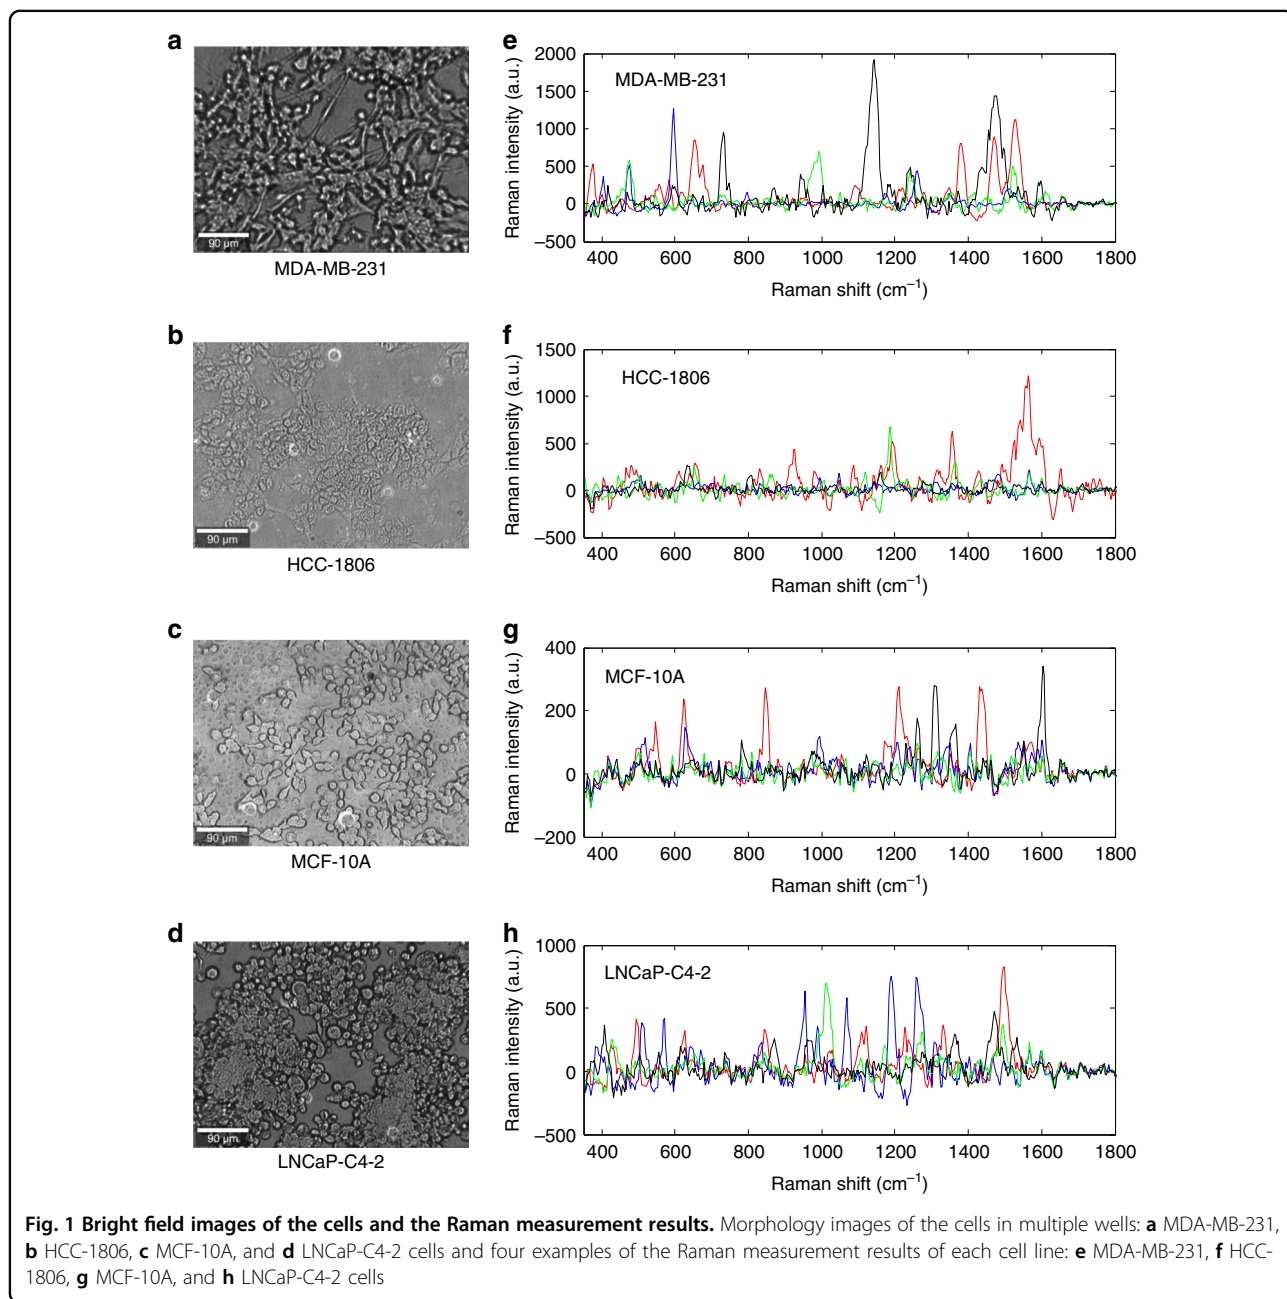 a
90 µm
MDA-MB-231
e
MDA-MB-231
Raman intensity (a.u.)
2000
1500
1000
500
0
−500
400 600 800 1000 1200 1400 1600 1800
Raman shift (cm⁻¹)
b
90 µm
HCC-1806
f
HCC-1806
Raman intensity (a.u.)
1500
1000
500
0
−500
400 600 800 1000 1200 1400 1600 1800
Raman shift (cm⁻¹)
c
90 µm
MCF-10A
g
MCF-10A
Raman intensity (a.u.)
400
200
0
−200
400 600 800 1000 1200 1400 1600 1800
Raman shift (cm⁻¹)
d
90 µm
LNCaP-C4-2
h
LNCaP-C4-2
Raman intensity (a.u.)
1000
500
0
−500
400 600 800 1000 1200 1400 1600 1800
Raman shift (cm⁻¹)
Fig. 1 Bright field images of the cells and the Raman measurement results. Morphology images of the cells in multiple wells: a MDA-MB-231,
b HCC-1806, c MCF-10A, and d LNCaP-C4-2 cells and four examples of the Raman measurement results of each cell line: e MDA-MB-231, f HCC-
1806, g MCF-10A, and h LNCaP-C4-2 cells